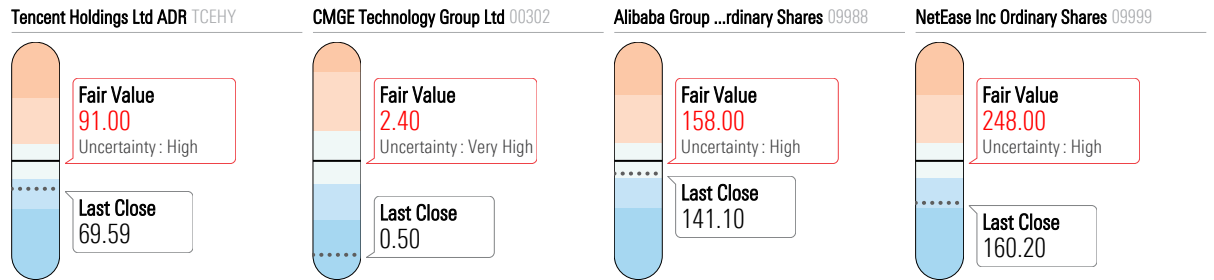 Tencent Holdings Ltd ADR TCEHY
Fair Value
91.00
Uncertainty : High
Last Close
69.59
CMGE Technology Group Ltd 00302
Fair Value
2.40
Uncertainty : Very High
Last Close
0.50
Alibaba Group ...rdinary Shares 09988
Fair Value
158.00
Uncertainty : High
Last Close
141.10
NetEase Inc Ordinary Shares 09999
Fair Value
248.00
Uncertainty : High
Last Close
160.20